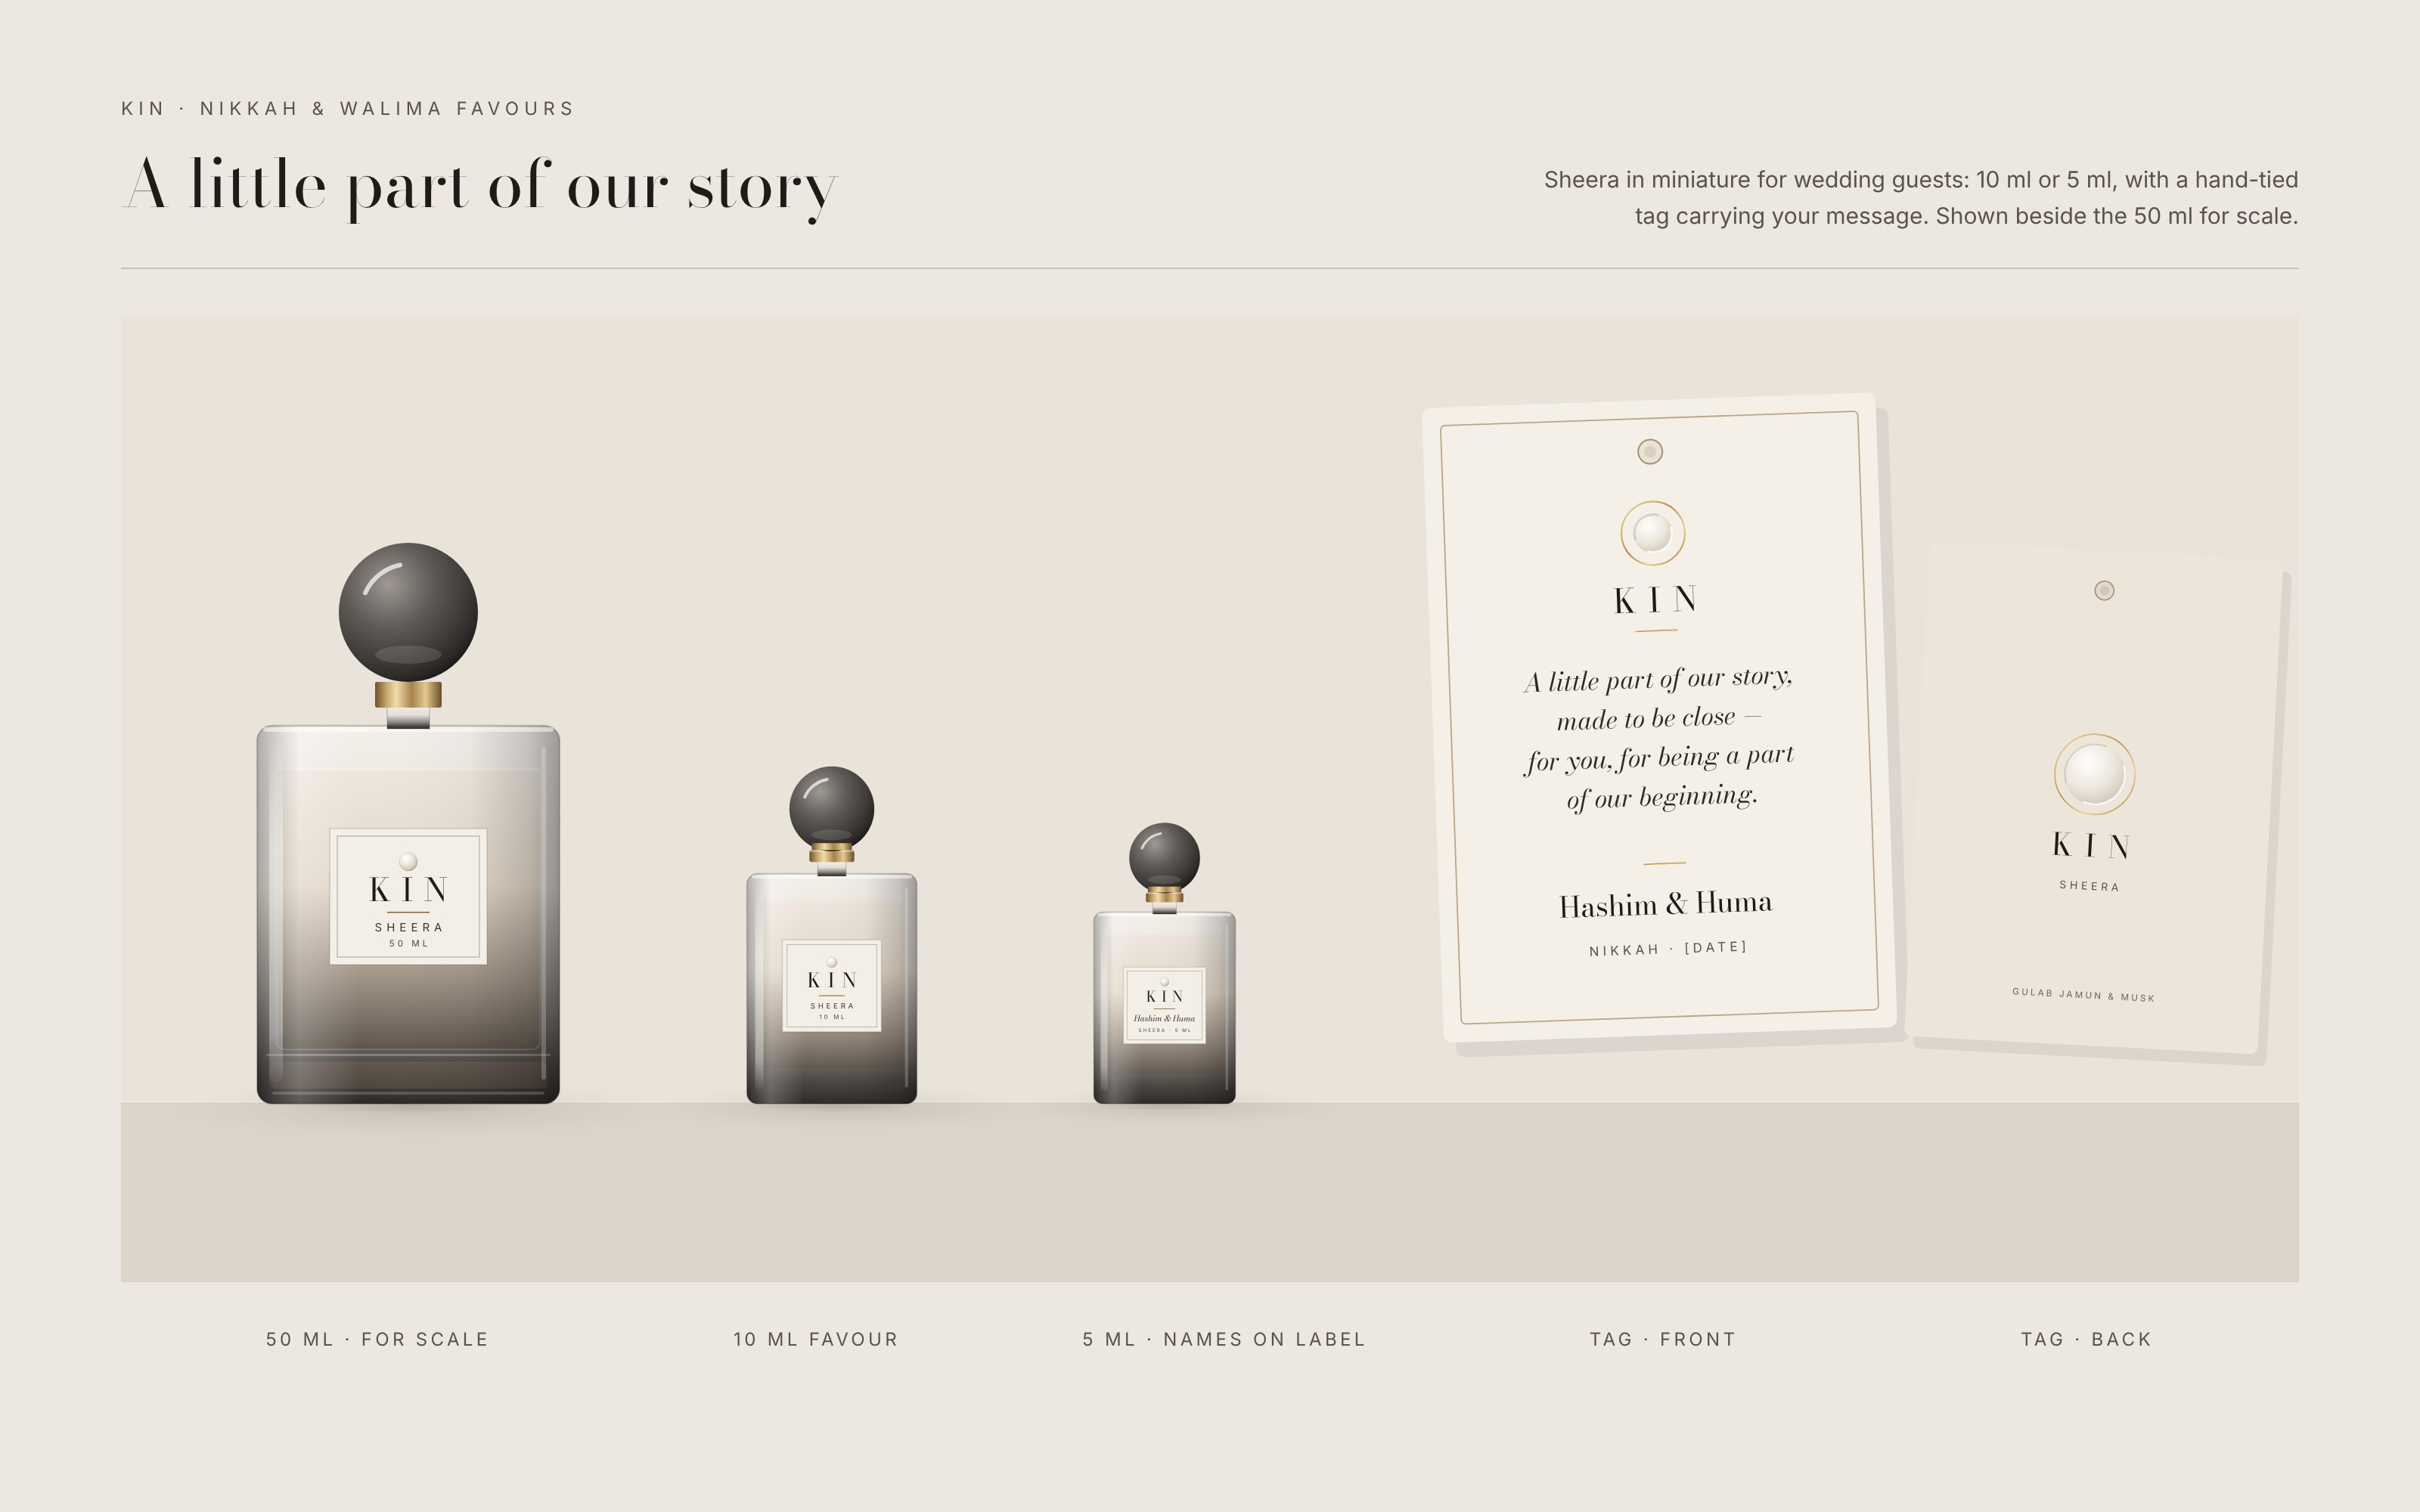 KIN · NIKKAH & WALIMA FAVOURS
A little part of our story
Sheera in miniature for wedding guests: 10 ml or 5 ml, with a hand-tied
tag carrying your message. Shown beside the 50 ml for scale.
KIN
SHEERA
50 ML
KIN
SHEERA
10 ML
KIN
Hashim & Huma
SHEERA · 5 ML
KIN
A little part of our story,
made to be close —
for you, for being a part
of our beginning.
Hashim & Huma
NIKKAH · [DATE]
KIN
SHEERA
GULAB JAMUN & MUSK
50 ML · FOR SCALE
10 ML FAVOUR
5 ML · NAMES ON LABEL
TAG · FRONT
TAG · BACK